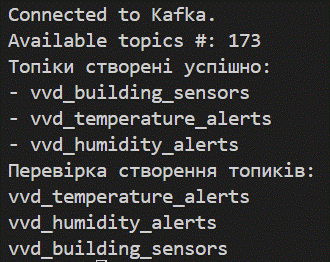 Connected to Kafka.
Available topics #: 173
Топіки створені успішно:
- vvd_building_sensors
- vvd_temperature_alerts
- vvd_humidity_alerts
Перевірка створення топиків:
vvd_temperature_alerts
vvd_humidity_alerts
vvd_building_sensors